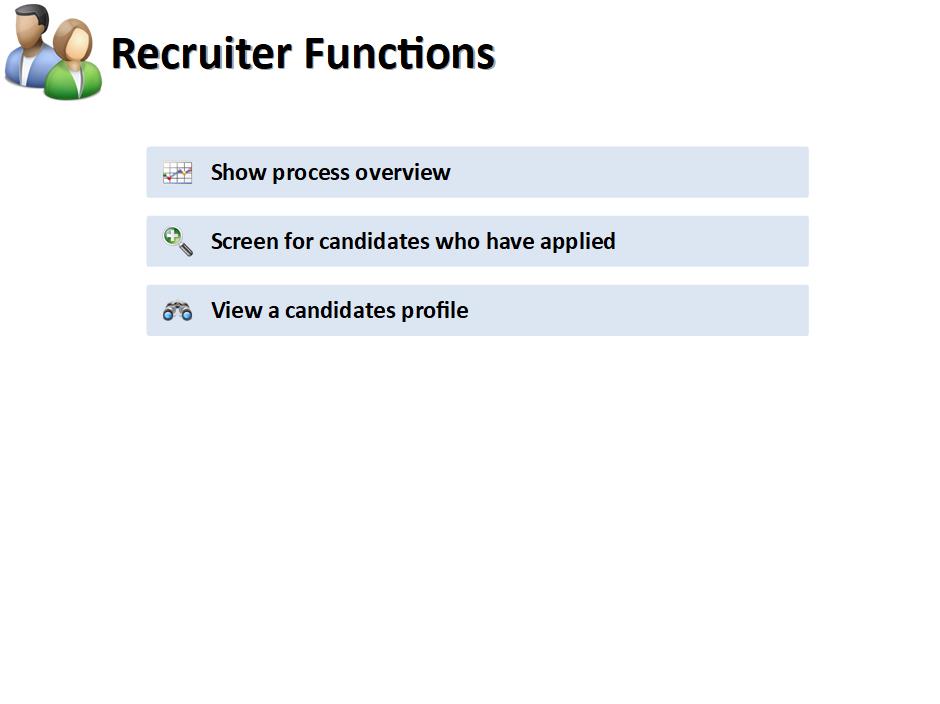 Recruiter Functions
Show process overview
Screen for candidates who have applied
View a candidates profile